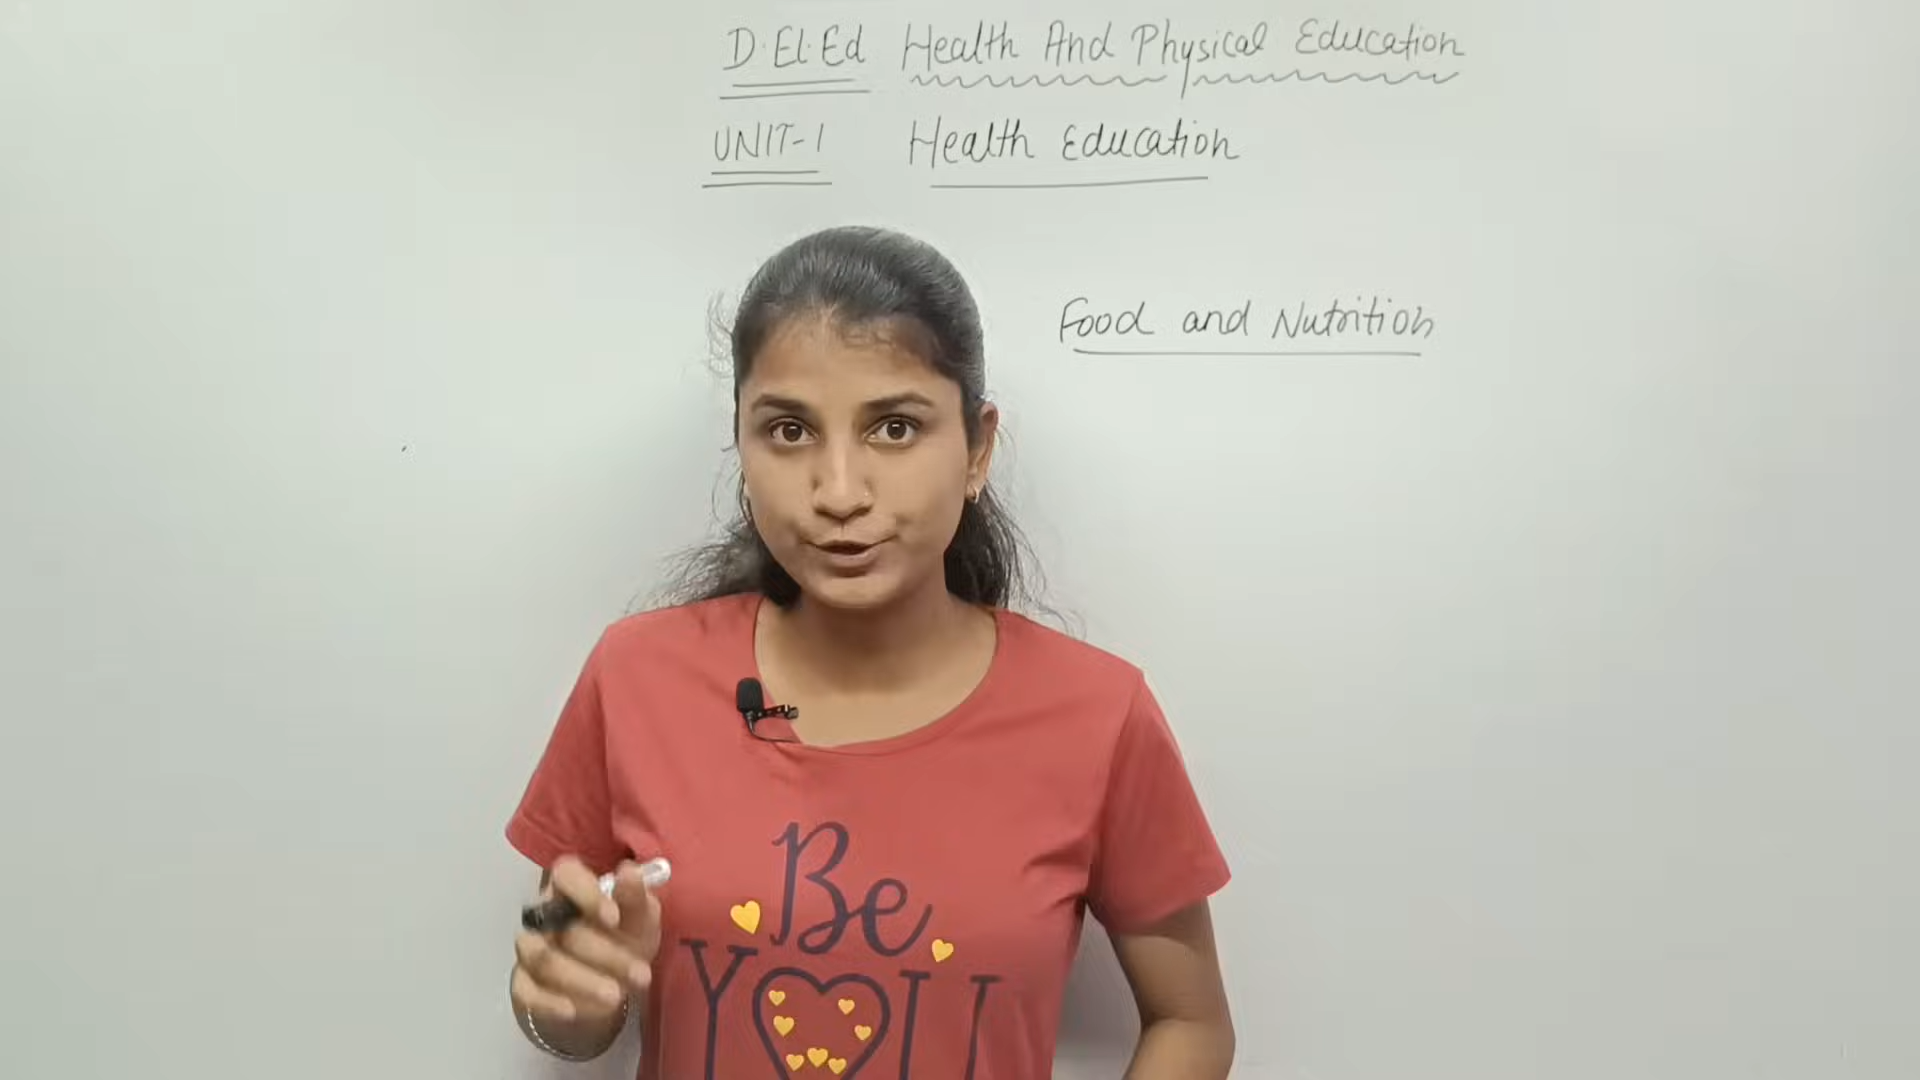 D.El.Ed Health And Physical Education
UNIT-1 Health Education
Food and Nutrition
Be
YOU